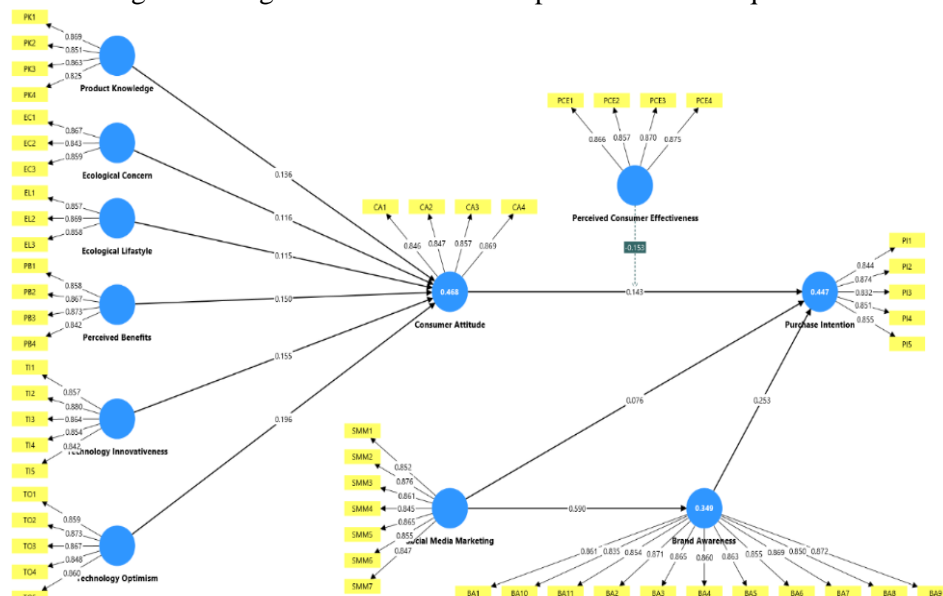 PK1
PK2
PK3
PK4
0.869
0.851
0.863
0.825
Product Knowledge
EC1
EC2
EC3
0.867
0.843
0.859
Ecological Concern
EL1
EL2
EL3
0.857
0.869
0.858
Ecological Lifastyle
PB1
PB2
PB3
PB4
0.858
0.867
0.873
0.842
Perceived Benefits
TI1
TI2
TI3
TI4
TI5
0.857
0.880
0.864
0.854
0.842
Technology Innovativeness
TO1
TO2
TO3
TO4
0.859
0.873
0.867
0.848
0.860
Technology Optimism
0.136
0.116
0.115
0.150
0.155
0.196
CA1
CA2
CA3
CA4
0.846
0.847
0.857
0.869
0.468
Consumer Attitude
PCE1
PCE2
PCE3
PCE4
0.866
0.857
0.870
0.875
Perceived Consumer Effectiveness
-0.153
0.143
0.447
Purchase Intention
PI1
PI2
PI3
PI4
PI5
0.844
0.874
0.832
0.851
0.855
0.076
0.253
SMM1
SMM2
SMM3
SMM4
SMM5
SMM6
SMM7
0.852
0.876
0.861
0.845
0.865
0.855
0.847
Social Media Marketing
0.590
0.349
Brand Awareness
0.861
0.835
0.854
0.871
0.865
0.860
0.863
0.855
0.869
0.850
0.872
BA1
BA10
BA11
BA2
BA3
BA4
BA5
BA6
BA7
BA8
BA9